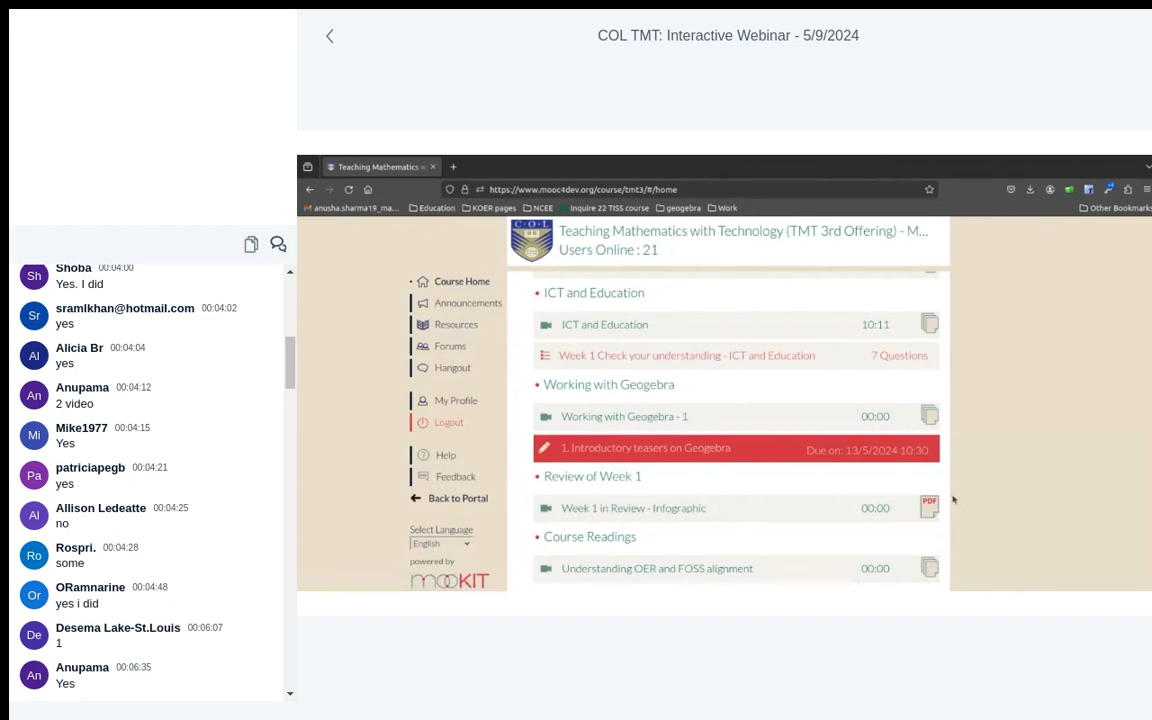 COL TMT: Interactive Webinar - 5/9/2024
Sh Shoba 00:04:00
Yes. I did
Sr sramlkhan@hotmail.com 00:04:02
yes
Al Alicia Br 00:04:04
yes
An Anupama 00:04:12
2 video
Mi Mike1977 00:04:15
Yes
Pa patriciapegb 00:04:21
yes
Al Allison Ledeatte 00:04:25
no
Ro Rospri. 00:04:28
some
Or ORamnarine 00:04:48
yes i did
De Desema Lake-St.Louis 00:06:07
1
An Anupama 00:06:35
Yes
Teaching Mathematics w
https://www.mooc4dev.org/course/tmt3/#/home
anusha.sharma19_ma... Education KOER pages NCEE Inquire 22 TISS course geogebra Work Other Bookmarks
C·O·L
Teaching Mathematics with Technology (TMT 3rd Offering) - M...
Users Online : 21
Course Home
Announcements
Resources
Forums
Hangout
My Profile
Logout
Help
Feedback
Back to Portal
Select Language
English
powered by
mooKIT
• ICT and Education
ICT and Education 10:11
Week 1 Check your understanding - ICT and Education 7 Questions
• Working with Geogebra
Working with Geogebra - 1 00:00
1. Introductory teasers on Geogebra Due on: 13/5/2024 10:30
• Review of Week 1
Week 1 in Review - Infographic 00:00 PDF
• Course Readings
Understanding OER and FOSS alignment 00:00